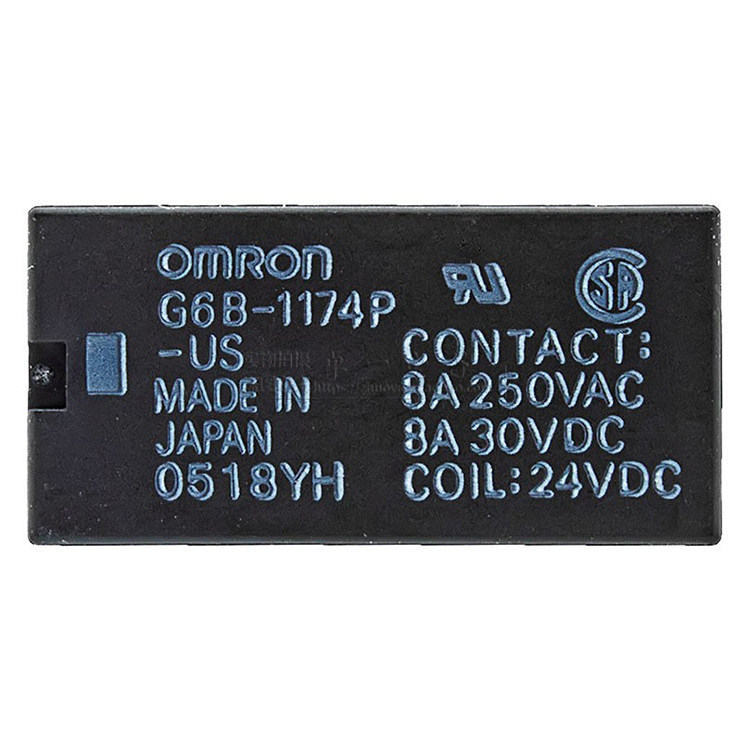 OMRON
G6B-1174P
-US
MADE IN
JAPAN
0518YH
CONTACT:
8A 250VAC
8A 30VDC
COIL: 24VDC